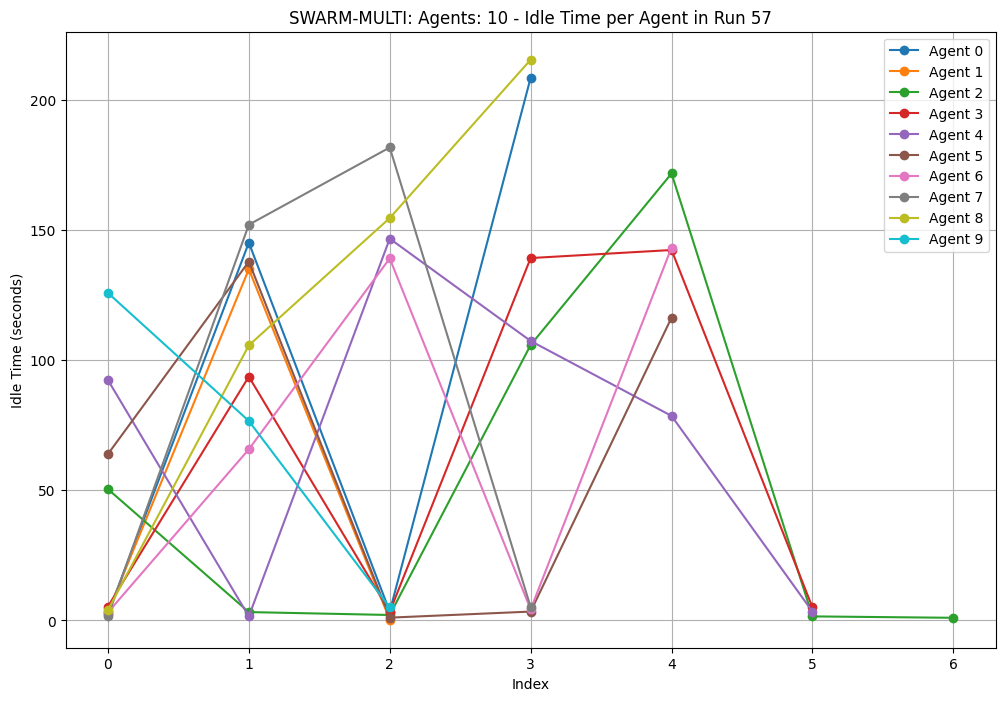 SWARM-MULTI: Agents: 10 - Idle Time per Agent in Run 57
Agent 0
Agent 1
Agent 2
Agent 3
Agent 4
Agent 5
Agent 6
Agent 7
Agent 8
Agent 9
Idle Time (seconds)
200
150
100
50
0
0 1 2 3 4 5 6
Index